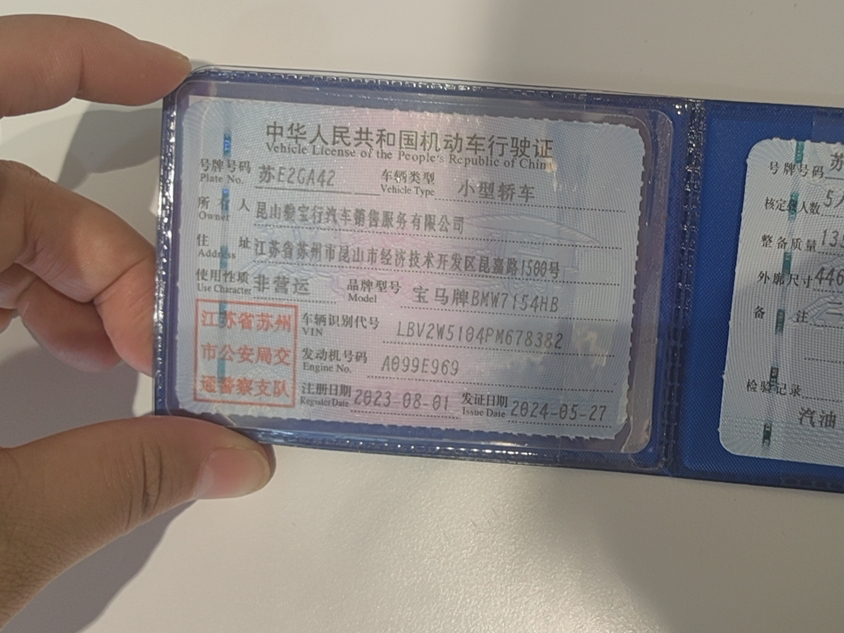 中华人民共和国机动车行驶证
Vehicle License of the People's Republic of China
号牌号码 苏E2GA42 车辆类型 小型轿车
Plate No. Vehicle Type
所有人 昆山骏宝行汽车销售服务有限公司
Owner
住址 江苏省苏州市昆山市经济技术开发区昆嘉路1500号
Address
使用性质 非营运 品牌型号 宝马牌BMW7154HB
Use Character Model
江苏省苏州
市公安局交
通警察支队
车辆识别代号 LBV2W5104PM678382
VIN
发动机号码 A099E969
Engine No.
注册日期 2023-08-01 发证日期 2024-05-27
Register Date Issue Date
号牌号码 苏
核定载人数 5人
整备质量 135
外廓尺寸 446
备注
检验记录
汽油